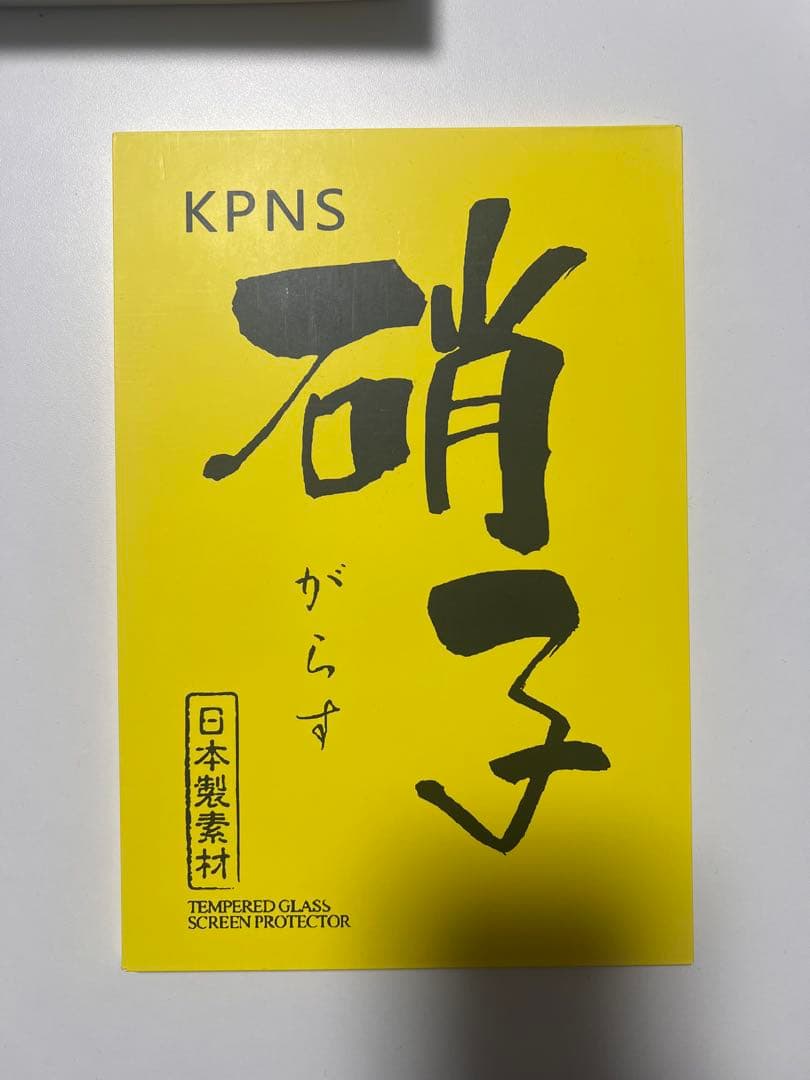 KPNS
硝子
がらす
日本製素材
TEMPERED GLASS
SCREEN PROTECTOR